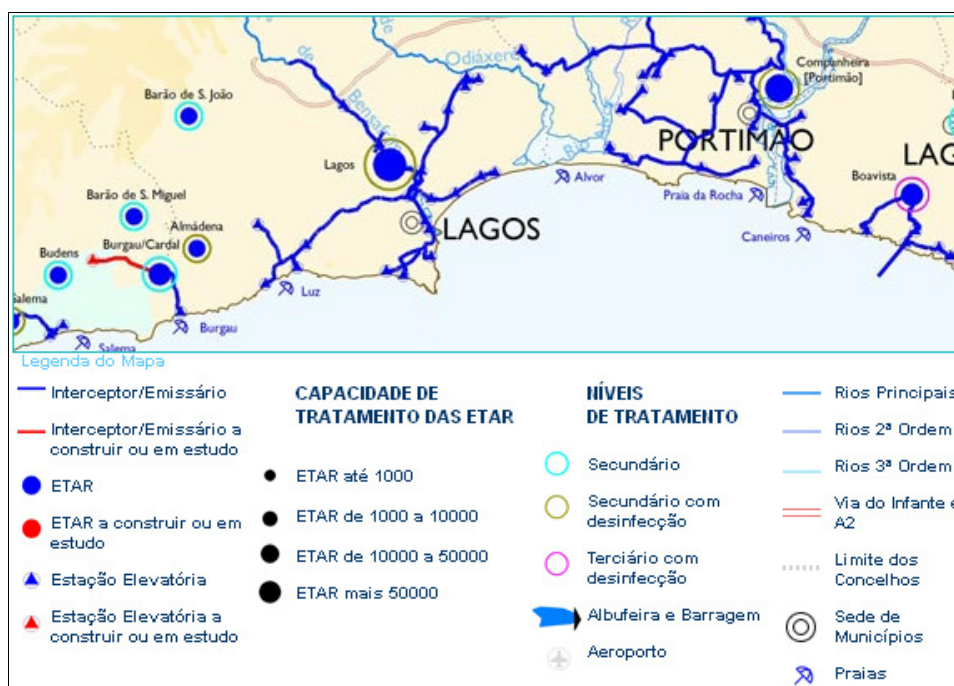 Odiáxere
Companheira
[Portimão]
Barão de S. João
de
Bensafrim
PORTIMAO
Lagos
Rio
LAG
Boavista
Alvor
Praia da Rocha
Barão de S. Miguel
Almádena
LAGOS
Caneiros
Burgau/Cardal
Budens
Luz
Salema
Burgau
Salema
Legenda do Mapa
Interceptor/Emissário
Interceptor/Emissário a
construir ou em estudo
ETAR
ETAR a construir ou em
estudo
Estação Elevatória
Estação Elevatória a
construir ou em estudo
CAPACIDADE DE
TRATAMENTO DAS ETAR
ETAR até 1000
ETAR de 1000 a 10000
ETAR de 10000 a 50000
ETAR mais 50000
NÍVEIS
DE TRATAMENTO
Secundário
Secundário com
desinfecção
Terciário com
desinfecção
Albufeira e Barragem
Aeroporto
Rios Principais
Rios 2ª Ordem
Rios 3ª Ordem
Via do Infante e
A2
Limite dos
Concelhos
Sede de
Municípios
Praias